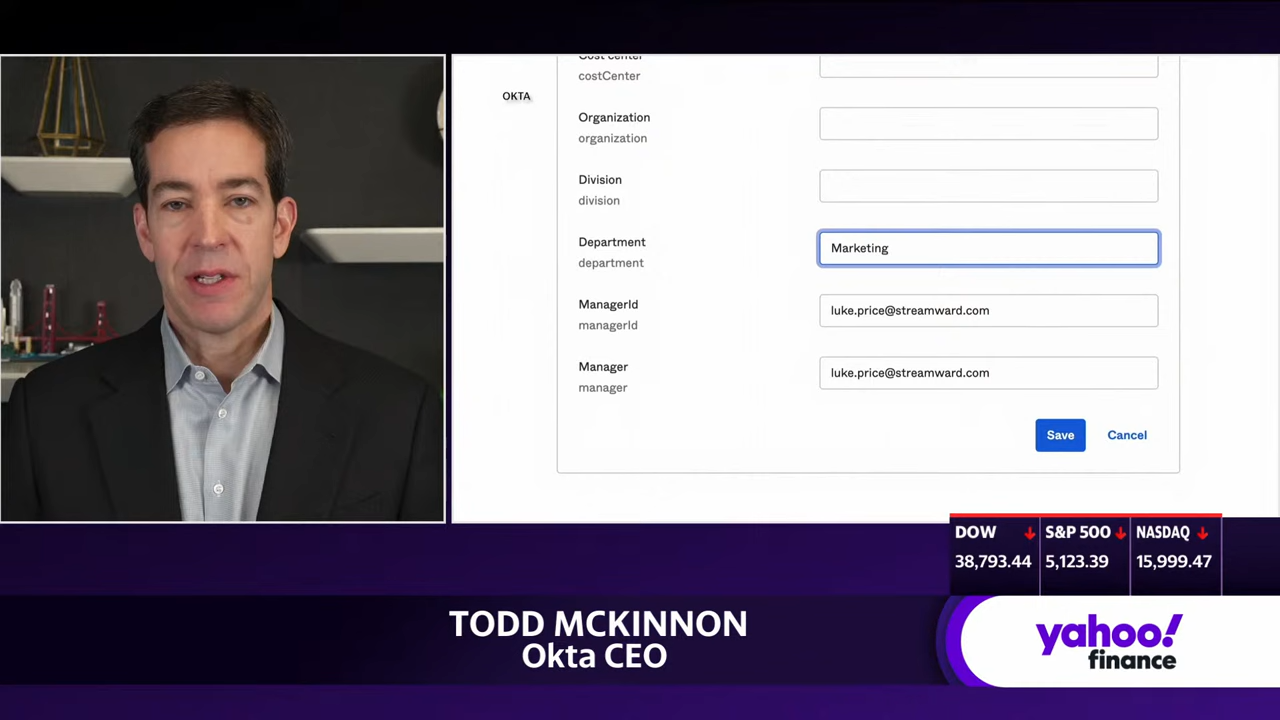 Cost center
costCenter
OKTA
Organization
organization
Division
division
Department
department
Marketing
ManagerId
managerId
luke.price@streamward.com
Manager
manager
luke.price@streamward.com
Save
Cancel
DOW
38,793.44
S&P 500
5,123.39
NASDAQ
15,999.47
TODD MCKINNON
Okta CEO
yahoo!
finance